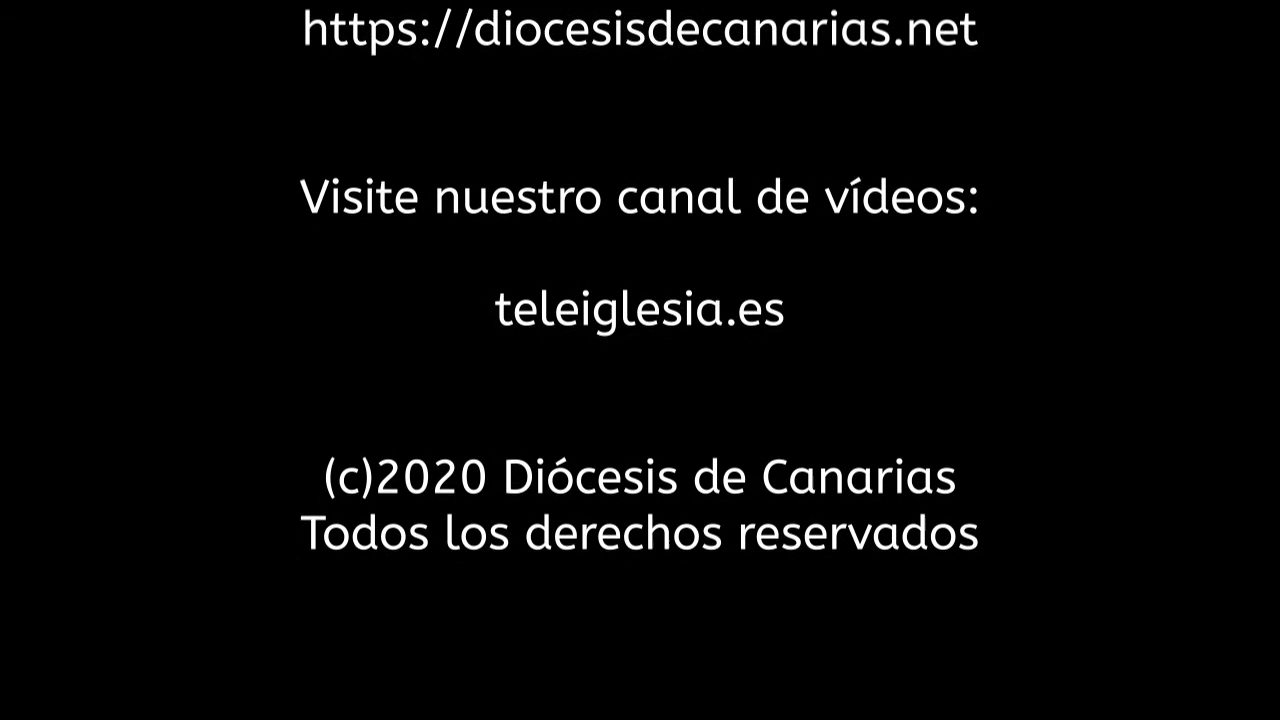 https://diocesisdecanarias.net
Visite nuestro canal de vídeos:
teleiglesia.es
(c)2020 Diócesis de Canarias
Todos los derechos reservados